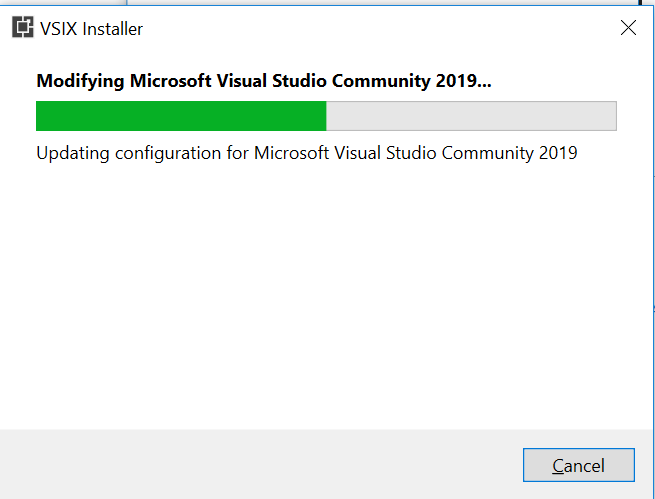 VSIX Installer
Modifying Microsoft Visual Studio Community 2019...
Updating configuration for Microsoft Visual Studio Community 2019
Cancel